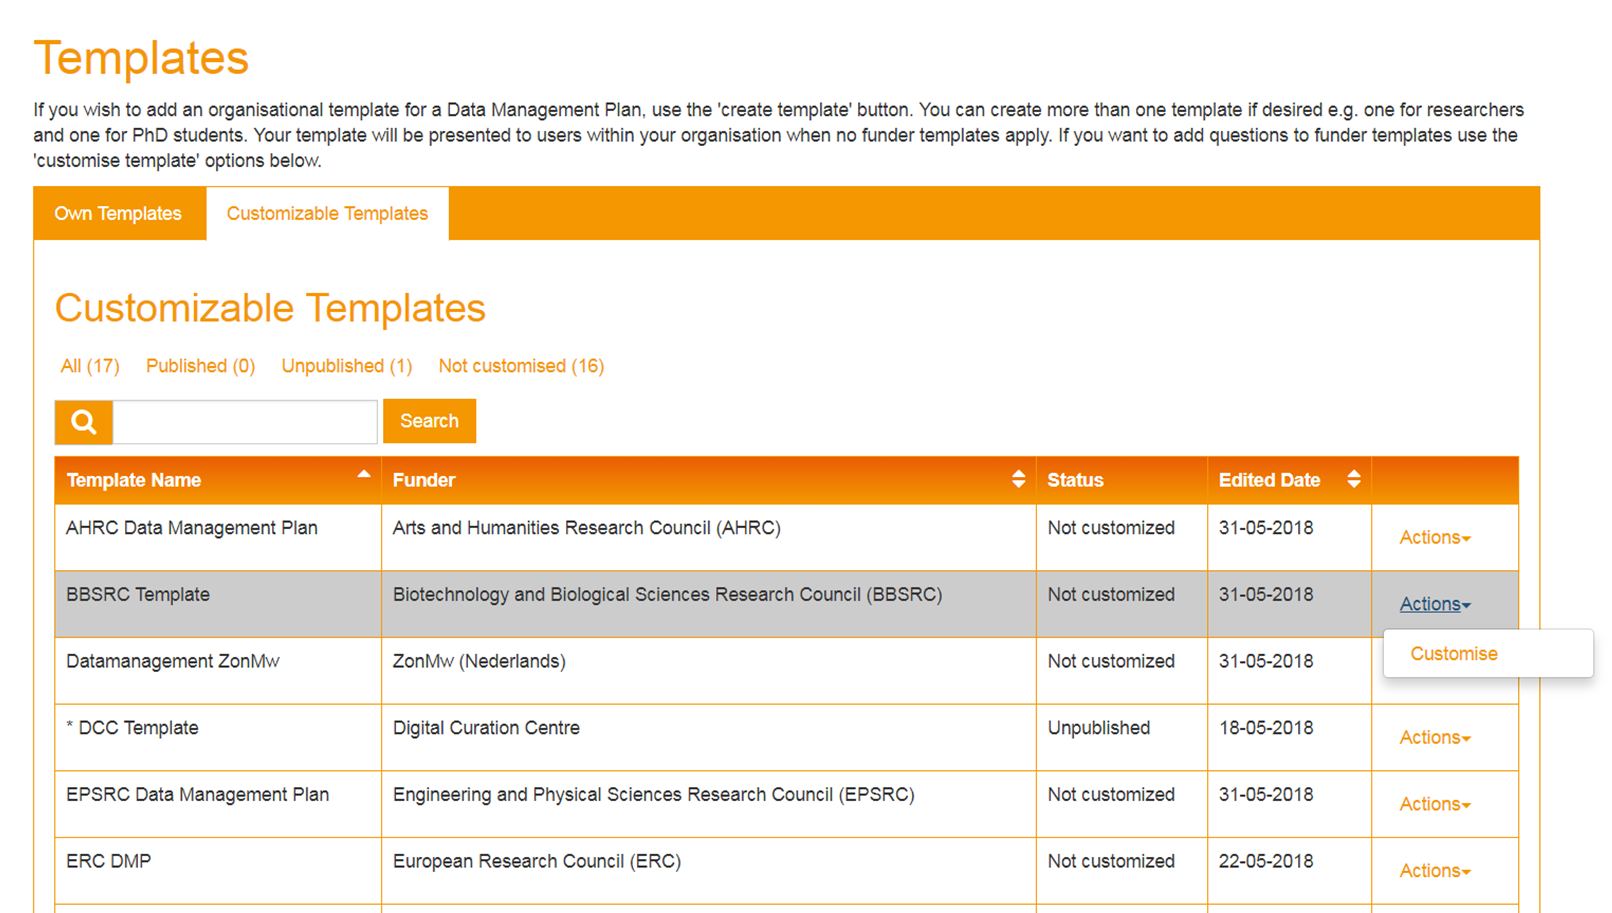 Templates
If you wish to add an organisational template for a Data Management Plan, use the 'create template' button. You can create more than one template if desired e.g. one for researchers
and one for PhD students. Your template will be presented to users within your organisation when no funder templates apply. If you want to add questions to funder templates use the
'customise template' options below.
Own Templates Customizable Templates
Customizable Templates
All (17) Published (0) Unpublished (1) Not customised (16)
Search
Template Name Funder Status Edited Date
AHRC Data Management Plan Arts and Humanities Research Council (AHRC) Not customized 31-05-2018 Actions
BBSRC Template Biotechnology and Biological Sciences Research Council (BBSRC) Not customized 31-05-2018 Actions
Customise
Datamanagement ZonMw ZonMw (Nederlands) Not customized 31-05-2018
* DCC Template Digital Curation Centre Unpublished 18-05-2018 Actions
EPSRC Data Management Plan Engineering and Physical Sciences Research Council (EPSRC) Not customized 31-05-2018 Actions
ERC DMP European Research Council (ERC) Not customized 22-05-2018 Actions